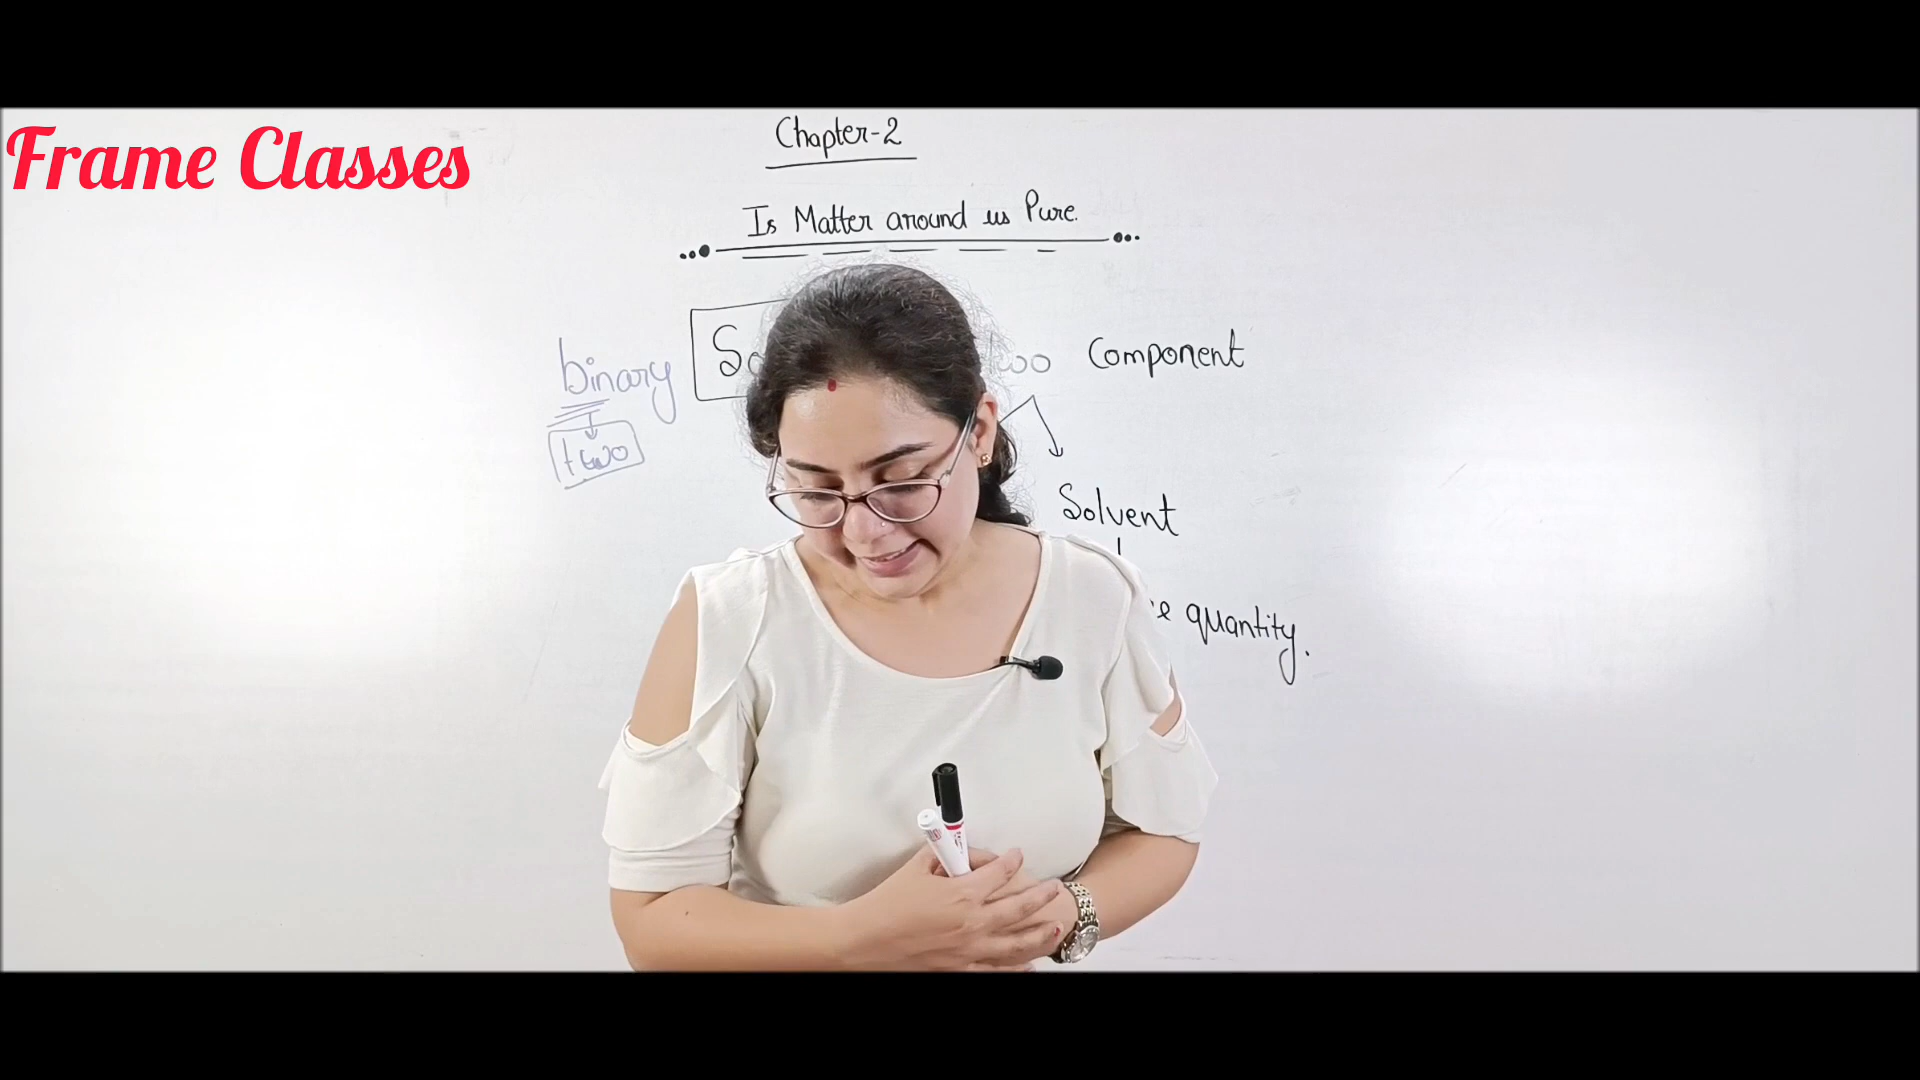 Frame Classes
Chapter-2
Is Matter around us Pure.
binary
Component
two
Solvent
quantity.